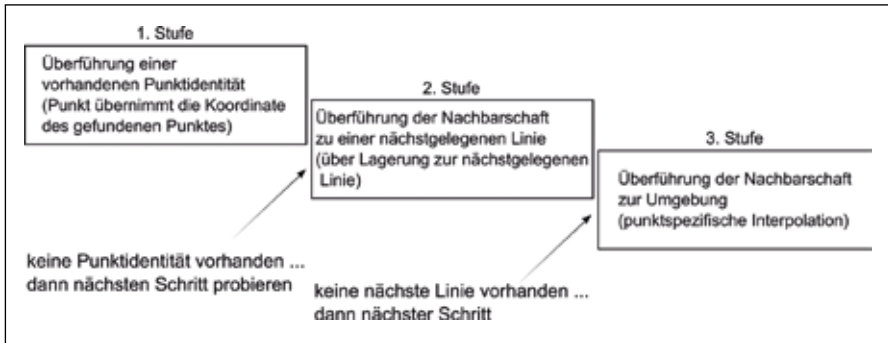 1. Stufe
Überführung einer
vorhandenen Punktidentität
(Punkt übernimmt die Koordinate
des gefundenen Punktes)
2. Stufe
Überführung der Nachbarschaft
zu einer nächstgelegenen Linie
(über Lagerung zur nächstgelegenen
Linie)
3. Stufe
Überführung der Nachbarschaft
zur Umgebung
(punktspezifische Interpolation)
keine Punktidentität vorhanden ...
dann nächsten Schritt probieren
keine nächste Linie vorhanden ...
dann nächster Schritt